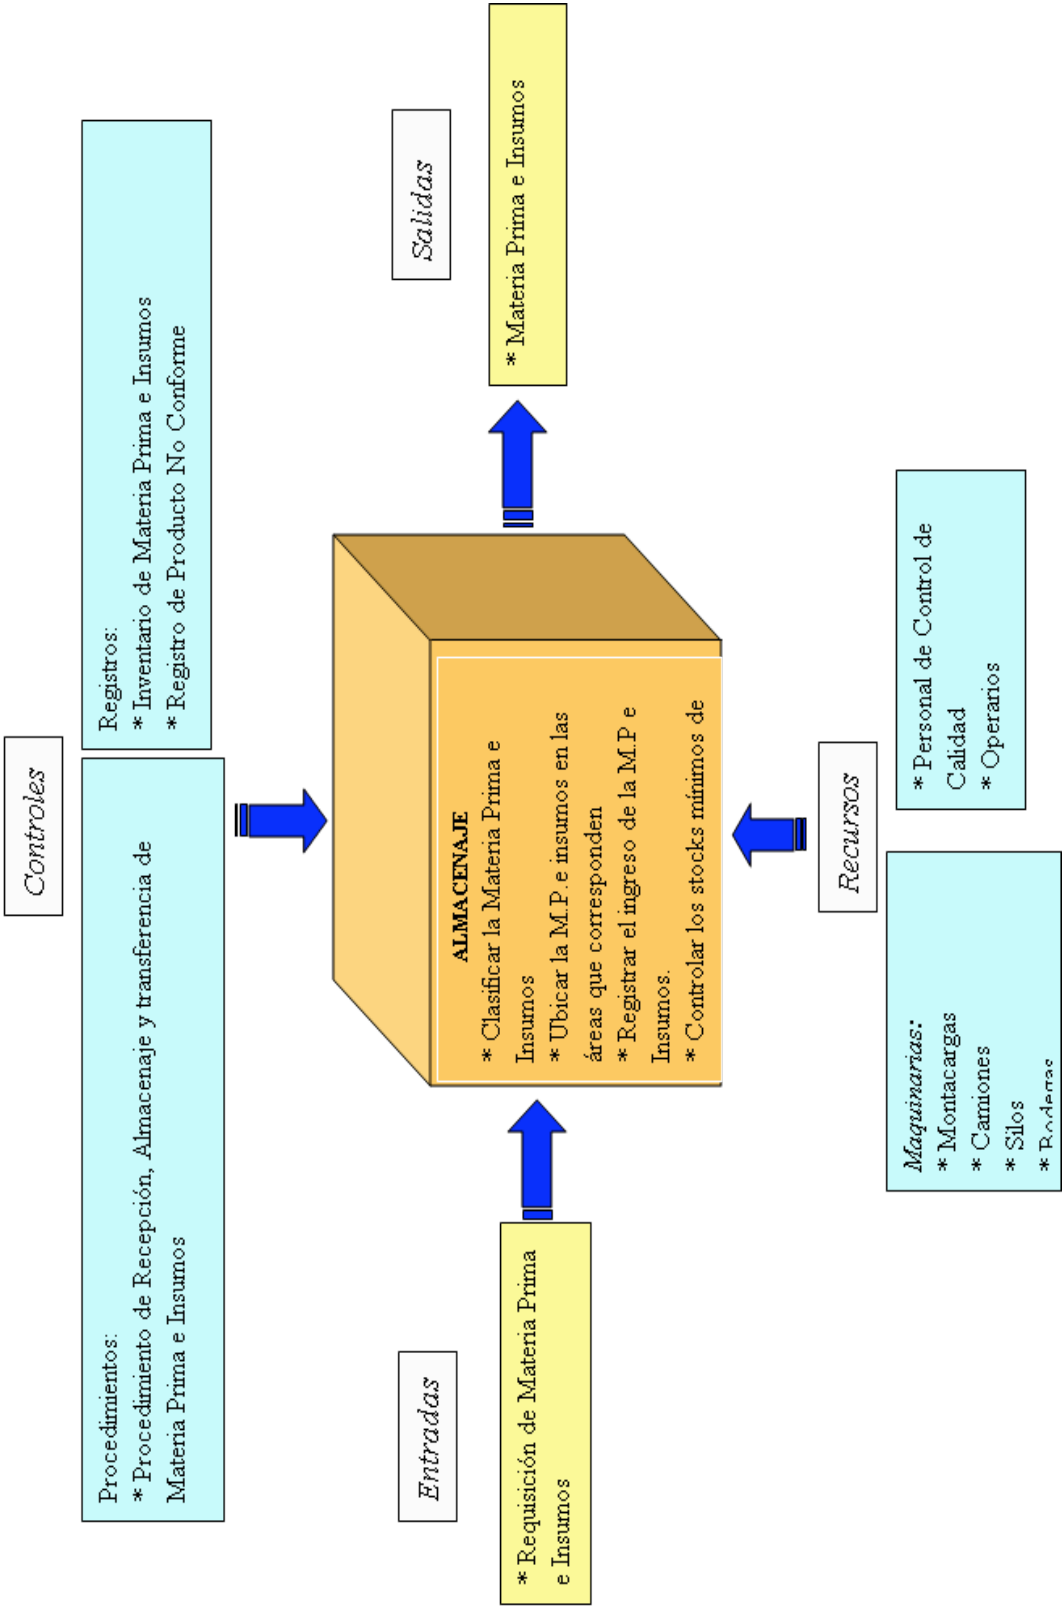 Controles
Procedimientos:
* Procedimiento de Recepción, Almacenaje y transferencia de
Materia Prima e Insumos
Registros:
* Inventario de Materia Prima e Insumos
* Registro de Producto No Conforme
Entradas
* Requisición de Materia Prima
e Insumos
ALMACENAJE
* Clasificar la Materia Prima e
Insumos
* Ubicar la M.P. e insumos en las
áreas que corresponden
* Registrar el ingreso de la M.P e
Insumos.
* Controlar los stocks mínimos de
Salidas
* Materia Prima e Insumos
Recursos
Maquinarias:
* Montacargas
* Camiones
* Silos
* Bodegas
* Personal de Control de
Calidad
* Operarios